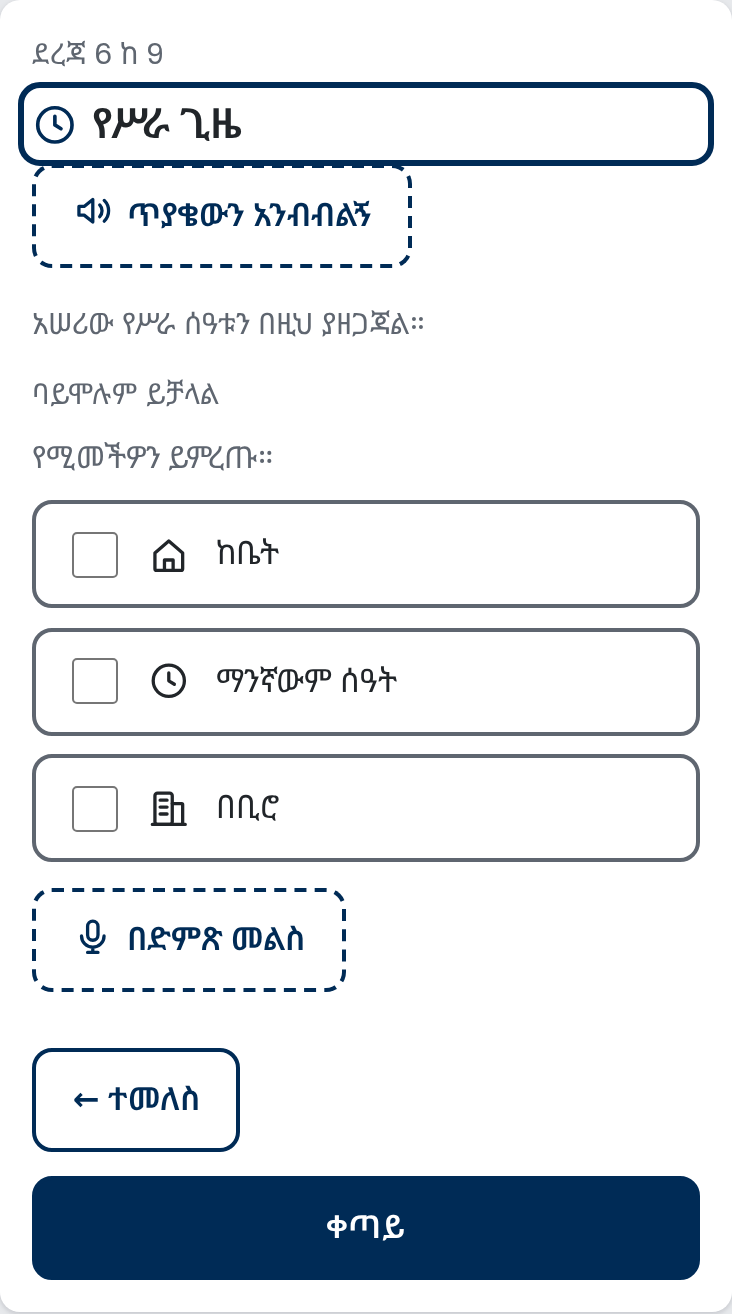 ደረጃ 6 ከ 9
የሥራ ጊዜ
ጥያቄውን አንብብልኝ
አሠሪው የሥራ ሰዓቱን በዚህ ያዘጋጃል።
ባይሞሉም ይቻላል
የሚመችዎን ይምረጡ።
ከቤት
ማንኛውም ሰዓት
በቢሮ
በድምጽ መልስ
← ተመለስ
ቀጣይ